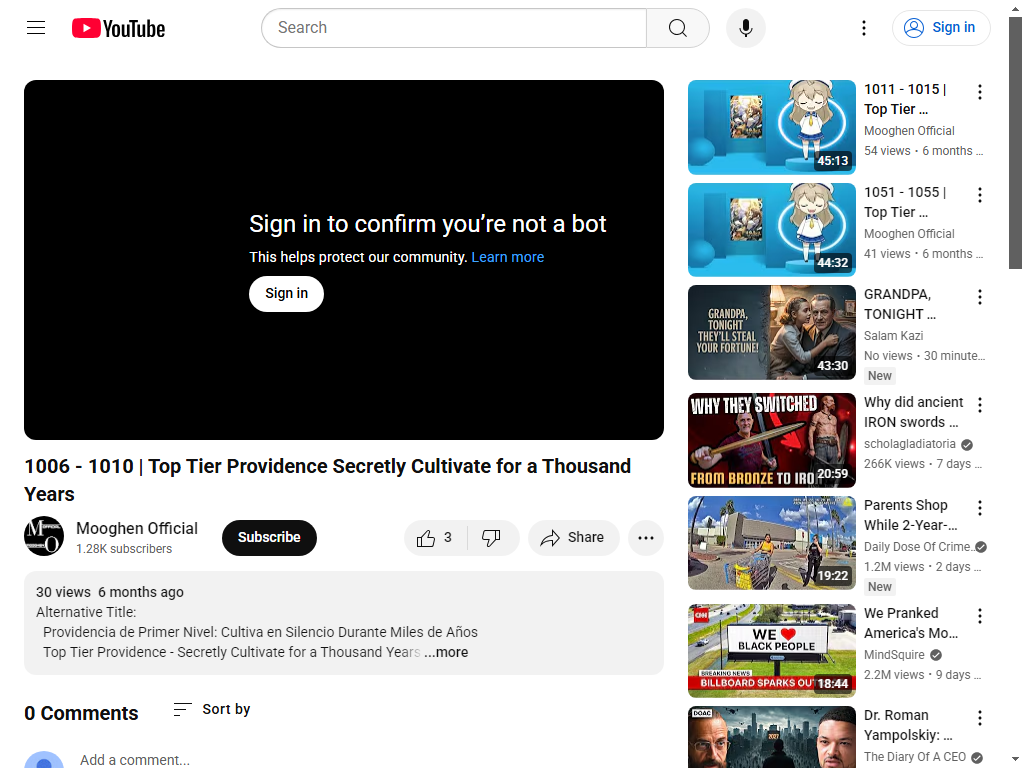 YouTube
Search
Sign in
Sign in to confirm you’re not a bot
This helps protect our community. Learn more
Sign in
1006 - 1010 | Top Tier Providence Secretly Cultivate for a Thousand
Years
Mooghen Official
1.28K subscribers
Subscribe
3
Share
30 views 6 months ago
Alternative Title:
Providencia de Primer Nivel: Cultiva en Silencio Durante Miles de Años
Top Tier Providence - Secretly Cultivate for a Thousand Years ...more
0 Comments
Sort by
Add a comment...
45:13
1011 - 1015 |
Top Tier ...
Mooghen Official
54 views • 6 months ...
44:32
1051 - 1055 |
Top Tier ...
Mooghen Official
41 views • 6 months ...
GRANDPA,
TONIGHT
THEY'LL STEAL
YOUR FORTUNE!
43:30
GRANDPA,
TONIGHT ...
Salam Kazi
No views • 30 minute...
New
WHY THEY SWITCHED
FROM BRONZE TO IRO
20:59
Why did ancient
IRON swords ...
scholagladiatoria
266K views • 7 days ...
19:22
Parents Shop
While 2-Year-...
Daily Dose Of Crime
1.2M views • 2 days ...
New
CNN
WE ❤ 
BLACK PEOPLE
BREAKING NEWS
BILLBOARD SPARKS OUT
18:44
We Pranked
America's Mo...
MindSquire
2.2M views • 9 days ...
DOAC
2027
Dr. Roman
Yampolskiy: ...
The Diary Of A CEO